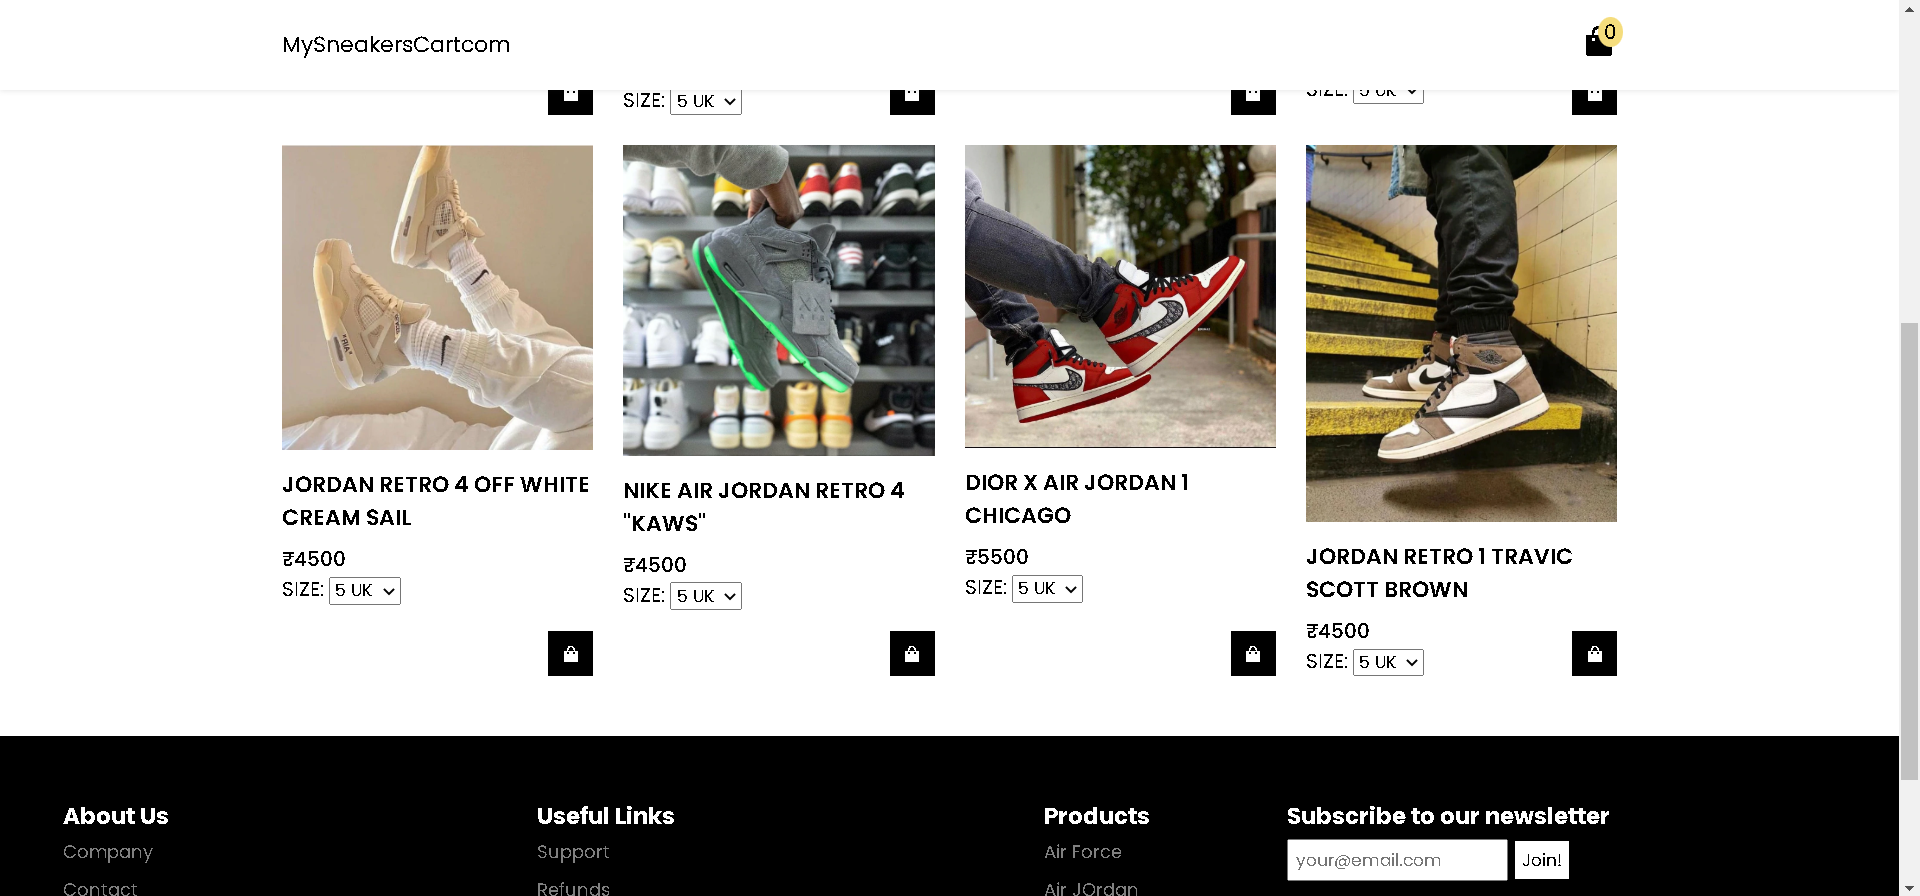 MySneakersCartcom
0
SIZE: 5 UK
SIZE: 5 UK
JORDAN RETRO 4 OFF WHITE
CREAM SAIL
₹4500
SIZE: 5 UK
NIKE AIR JORDAN RETRO 4
"KAWS"
₹4500
SIZE: 5 UK
DIOR X AIR JORDAN 1
CHICAGO
₹5500
SIZE: 5 UK
JORDAN RETRO 1 TRAVIC
SCOTT BROWN
₹4500
SIZE: 5 UK
About Us
Company
Contact
Useful Links
Support
Refunds
Products
Air Force
Air JOrdan
Subscribe to our newsletter
your@email.com Join!